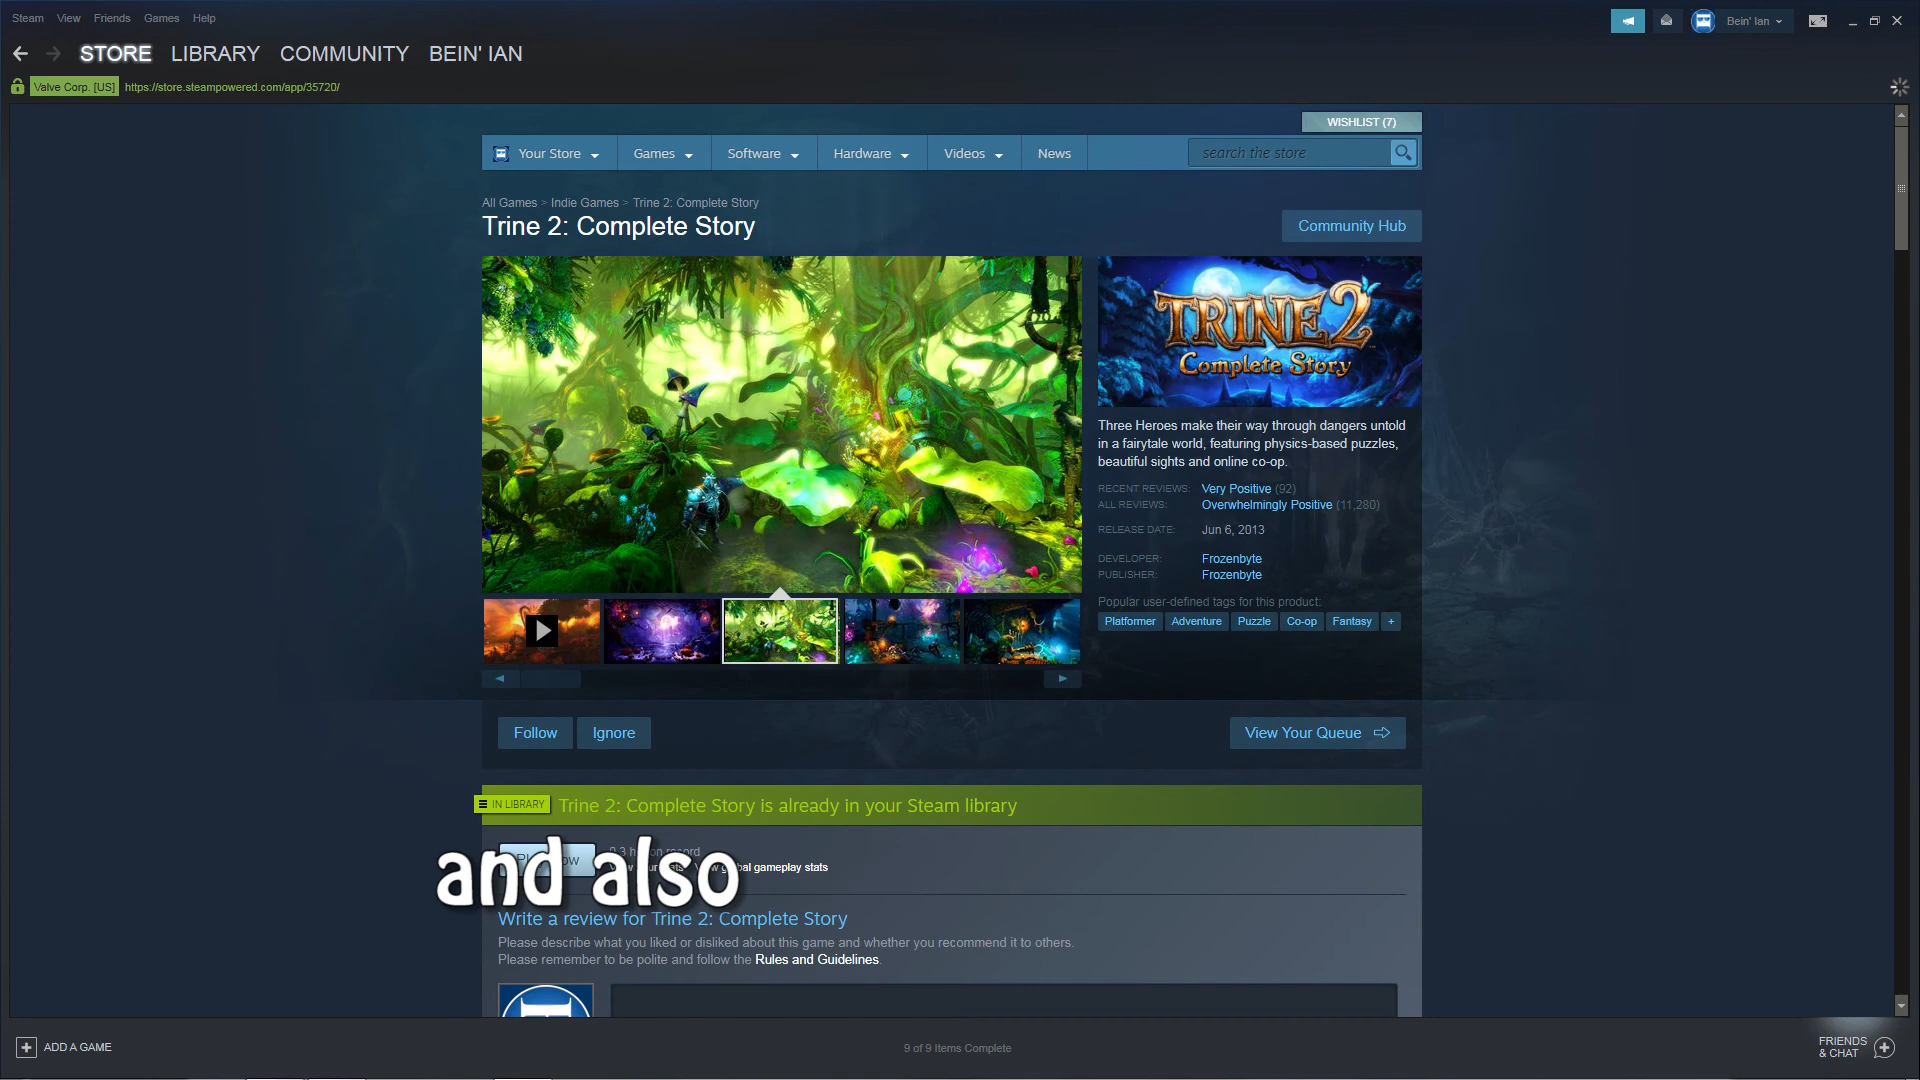 Steam View Friends Games Help
Bein' Ian
STORE LIBRARY COMMUNITY BEIN' IAN
Valve Corp. [US] https://store.steampowered.com/app/35720/
WISHLIST (7)
Your Store Games Software Hardware Videos News search the store
All Games > Indie Games > Trine 2: Complete Story
Trine 2: Complete Story
Community Hub
TRINE 2
Complete Story
Three Heroes make their way through dangers untold
in a fairytale world, featuring physics-based puzzles,
beautiful sights and online co-op.
RECENT REVIEWS: Very Positive (92)
ALL REVIEWS: Overwhelmingly Positive (11,280)
RELEASE DATE: Jun 6, 2013
DEVELOPER: Frozenbyte
PUBLISHER: Frozenbyte
Popular user-defined tags for this product:
Platformer Adventure Puzzle Co-op Fantasy +
Follow Ignore View Your Queue
IN LIBRARY Trine 2: Complete Story is already in your Steam library
on record
gameplay stats
and also
Write a review for Trine 2: Complete Story
Please describe what you liked or disliked about this game and whether you recommend it to others.
Please remember to be polite and follow the Rules and Guidelines.
ADD A GAME
9 of 9 Items Complete
FRIENDS
& CHAT